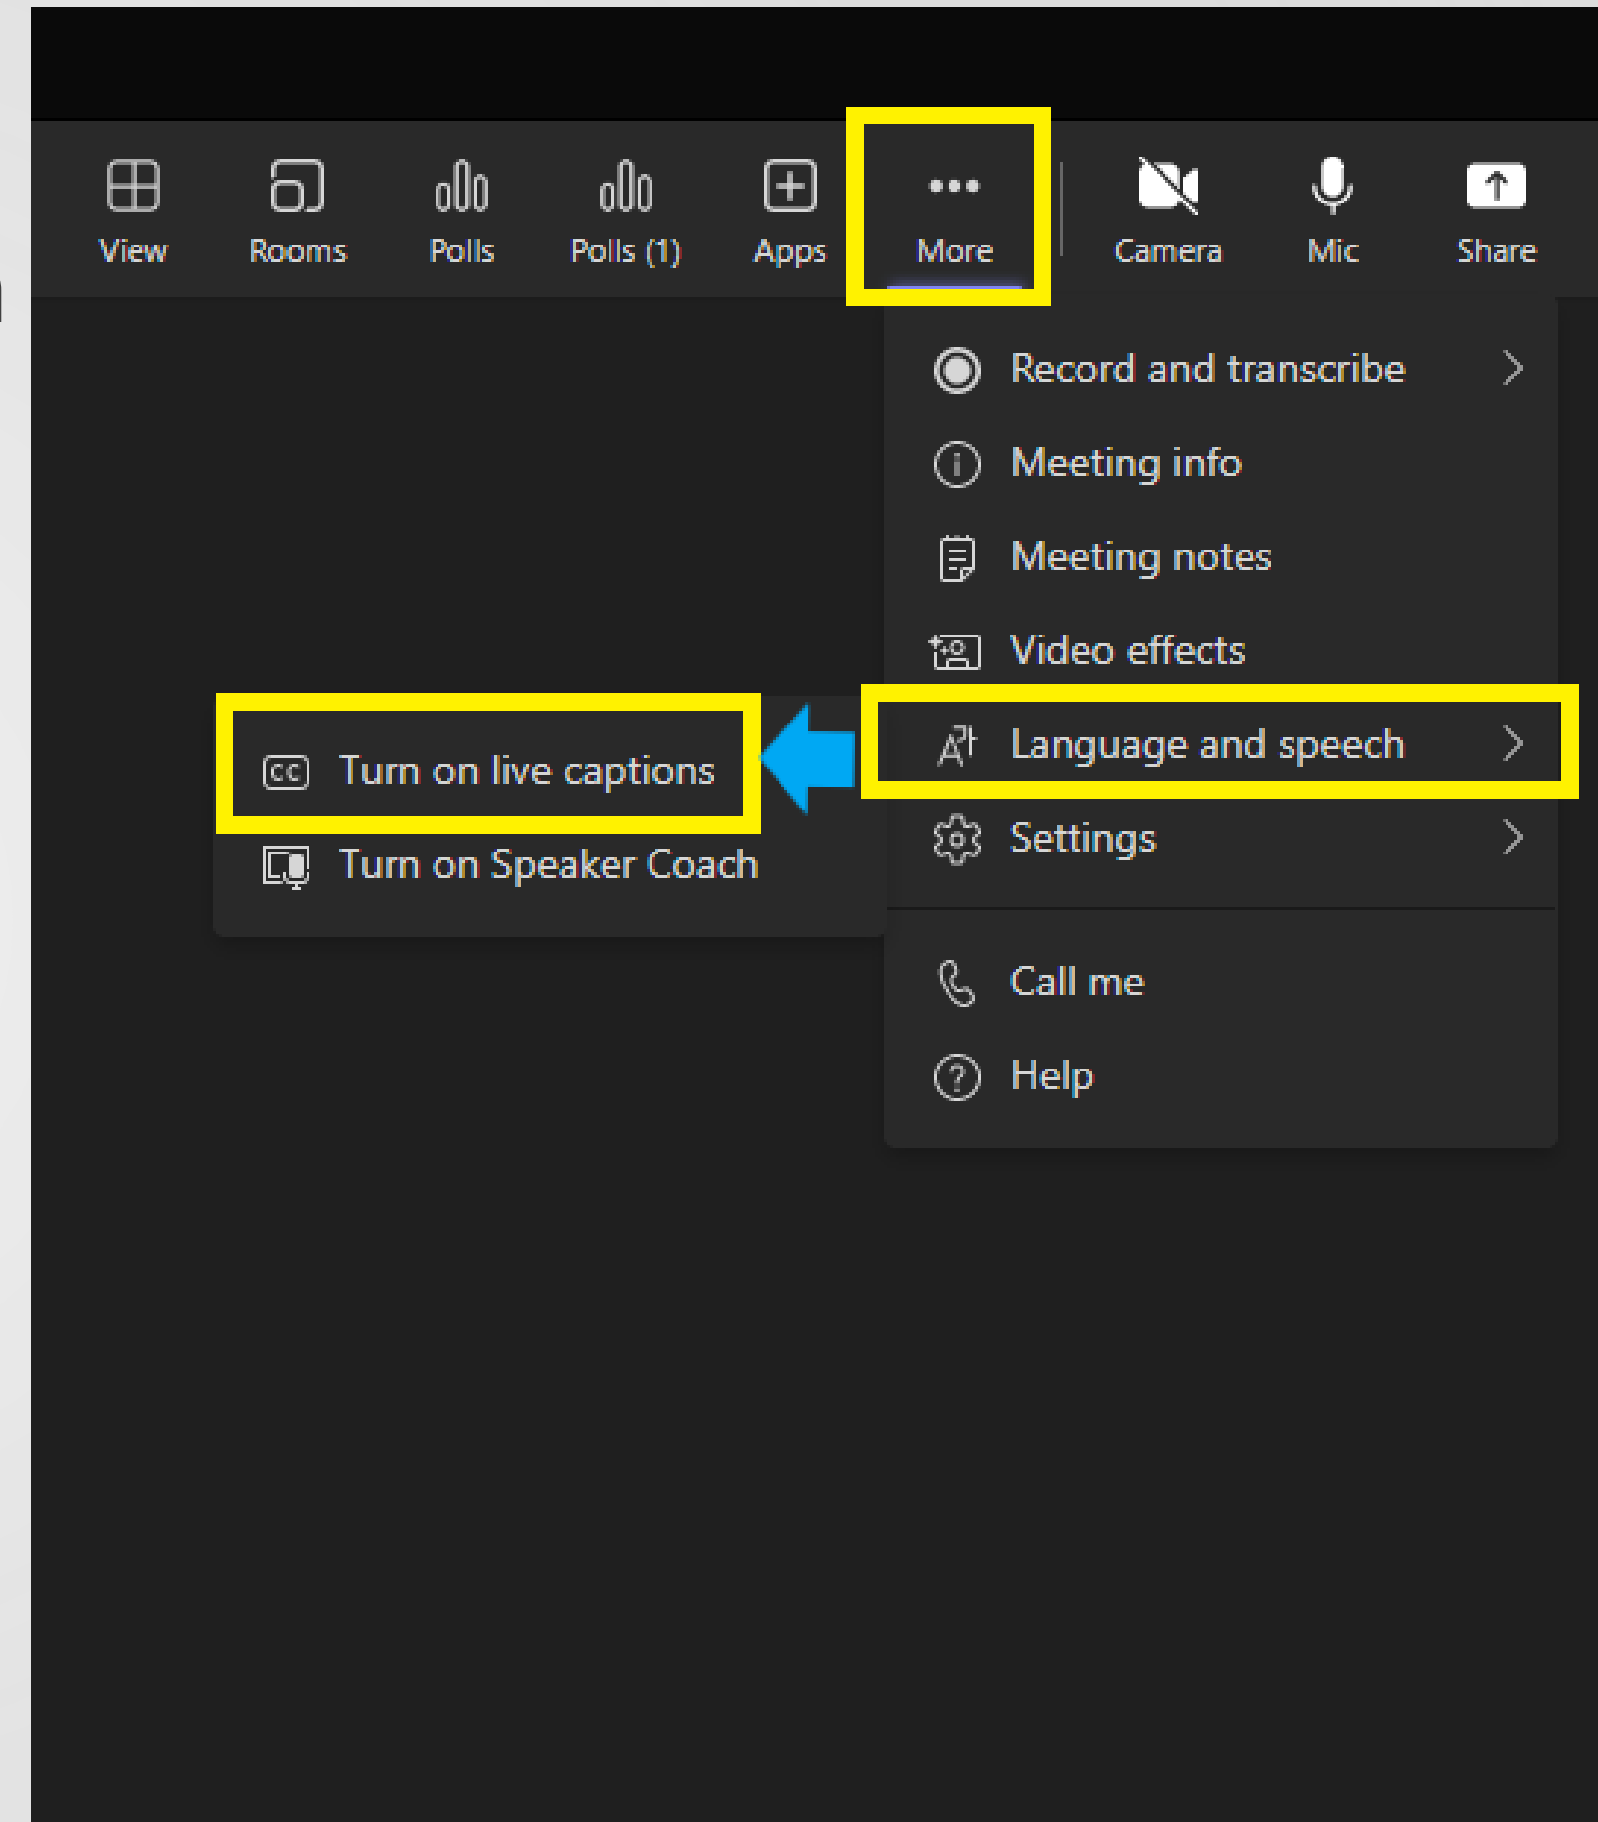 View Rooms Polls Polls (1) Apps More Camera Mic Share
Record and transcribe
Meeting info
Meeting notes
Video effects
Language and speech
Turn on live captions
Settings
Turn on Speaker Coach
Call me
Help